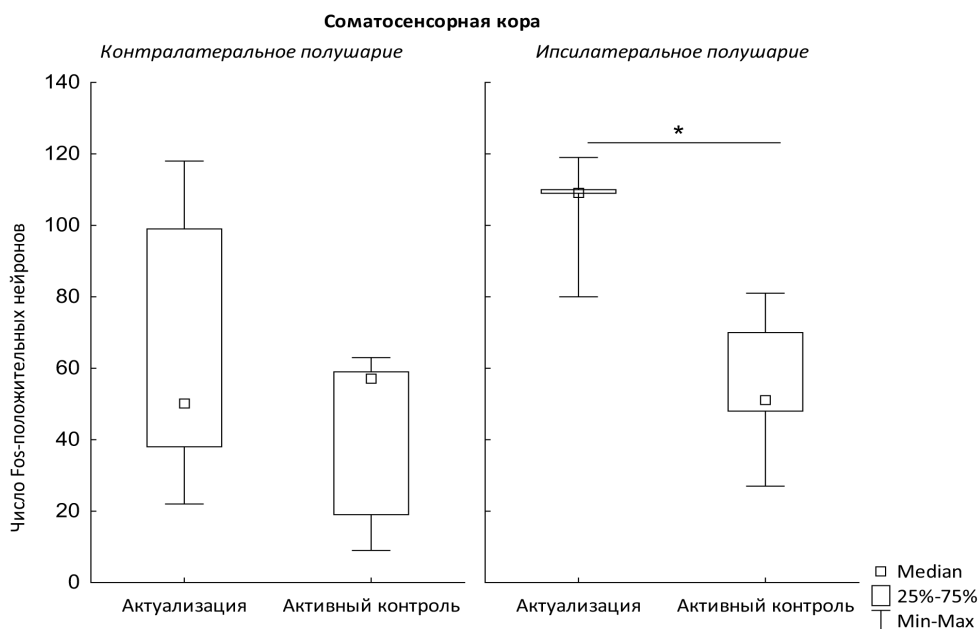 Соматосенсорная кора
Контралатеральное полушарие
Ипсилатеральное полушарие
Число Fos-положительных нейронов
140
120
100
80
60
40
20
0
*
Актуализация
Активный контроль
Актуализация
Активный контроль
Median
25%-75%
Min-Max